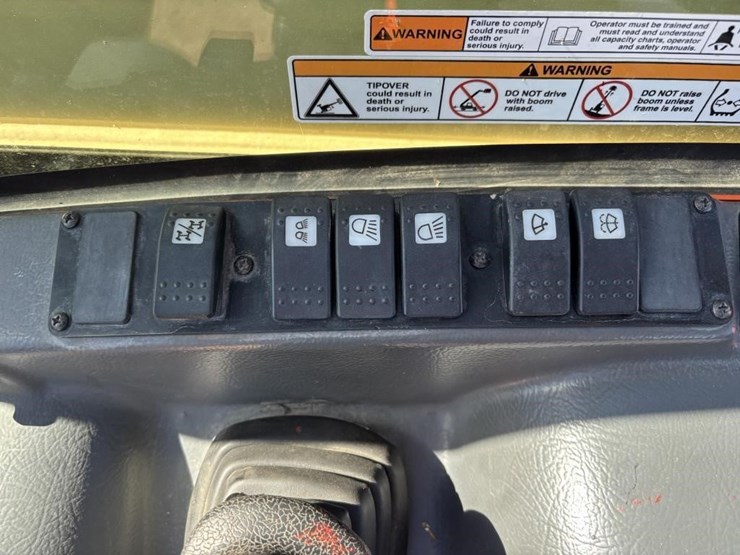 WARNING
Failure to comply
could result in
death or
serious injury.
Operator must be trained and
must read and understand
all capacity charts, operator
and safety manuals.
WARNING
TIPOVER
could result in
death or
serious injury.
DO NOT drive
with boom
raised.
DO NOT raise
boom unless
frame is level.